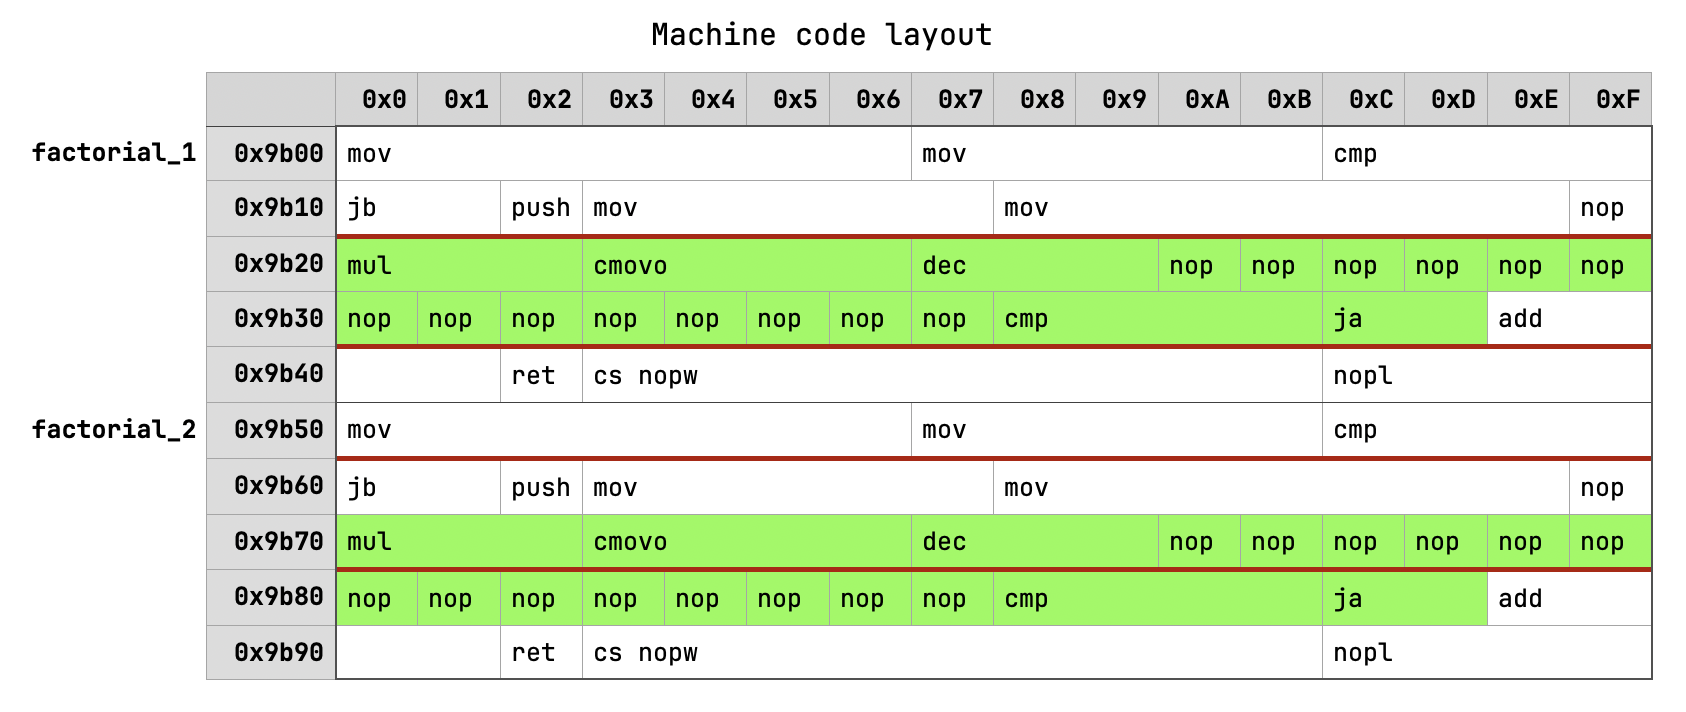 Machine code layout
0x0 0x1 0x2 0x3 0x4 0x5 0x6 0x7 0x8 0x9 0xA 0xB 0xC 0xD 0xE 0xF
factorial_1 0x9b00 mov mov cmp
0x9b10 jb push mov mov nop
0x9b20 mul cmovo dec nop nop nop nop nop nop
0x9b30 nop nop nop nop nop nop nop nop cmp ja add
0x9b40 ret cs nopw nopl
factorial_2 0x9b50 mov mov cmp
0x9b60 jb push mov mov nop
0x9b70 mul cmovo dec nop nop nop nop nop nop
0x9b80 nop nop nop nop nop nop nop nop cmp ja add
0x9b90 ret cs nopw nopl